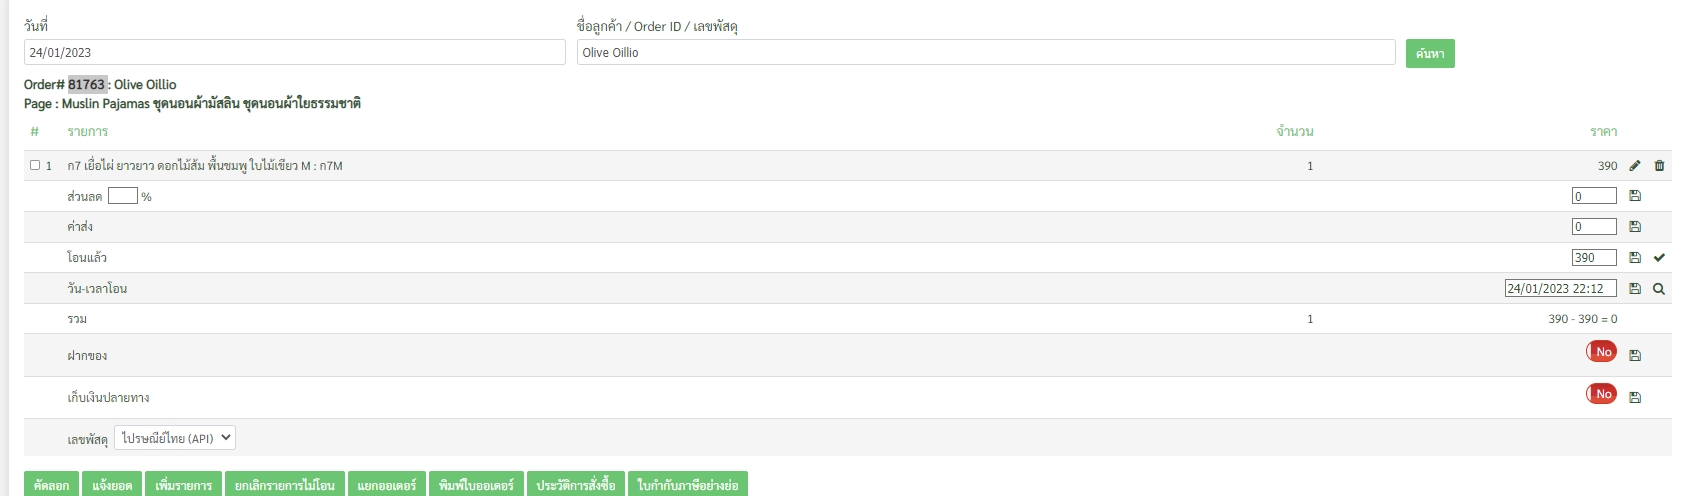 วันที่ ชื่อลูกค้า / Order ID / เลขพัสดุ
24/01/2023 Olive Oillio ค้นหา
Order# 81763 : Olive Oillio
Page : Muslin Pajamas ชุดนอนผ้ามัสลิน ชุดนอนผ้าใยธรรมชาติ
# รายการ จำนวน ราคา
1 ก7 เยื่อไผ่ ยาวยาว ดอกไม้ส้ม พื้นชมพู ใบไม้เขียว M : ก7M 1 390
ส่วนลด % 0
ค่าส่ง 0
โอนแล้ว 390
วัน-เวลาโอน 24/01/2023 22:12
รวม 1 390 - 390 = 0
ฝากของ No
เก็บเงินปลายทาง No
เลขพัสดุ ไปรษณีย์ไทย (API)
คัดลอก แจ้งยอด เพิ่มรายการ ยกเลิกรายการไม่โอน แยกออเดอร์ พิมพ์ใบออเดอร์ ประวัติการสั่งซื้อ ใบกำกับภาษีอย่างย่อ